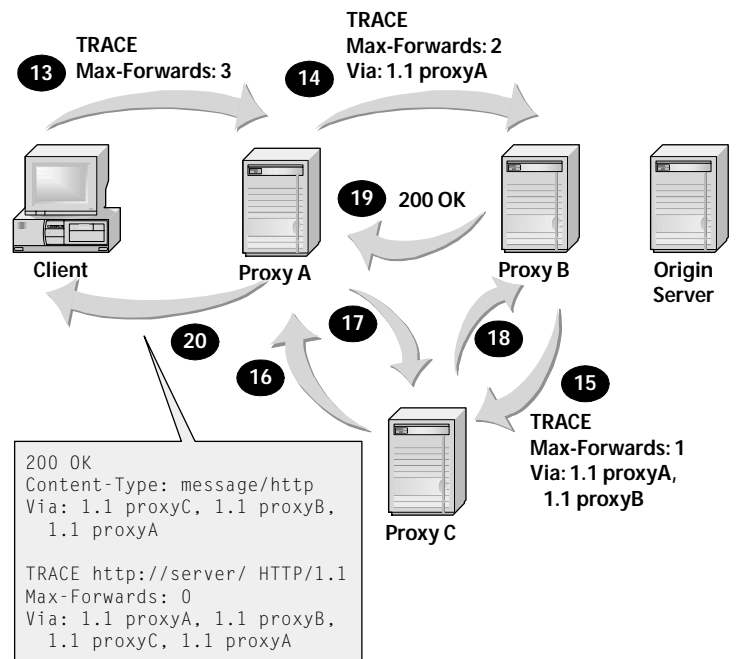 13
TRACE
Max-Forwards: 3
14
TRACE
Max-Forwards: 2
Via: 1.1 proxyA
19
200 OK
Client
Proxy A
Proxy B
Origin
Server
20
17
16
18
15
TRACE
Max-Forwards: 1
Via: 1.1 proxyA,
1.1 proxyB
Proxy C
200 OK
Content-Type: message/http
Via: 1.1 proxyC, 1.1 proxyB,
1.1 proxyA
TRACE http://server/ HTTP/1.1
Max-Forwards: 0
Via: 1.1 proxyA, 1.1 proxyB,
1.1 proxyC, 1.1 proxyA